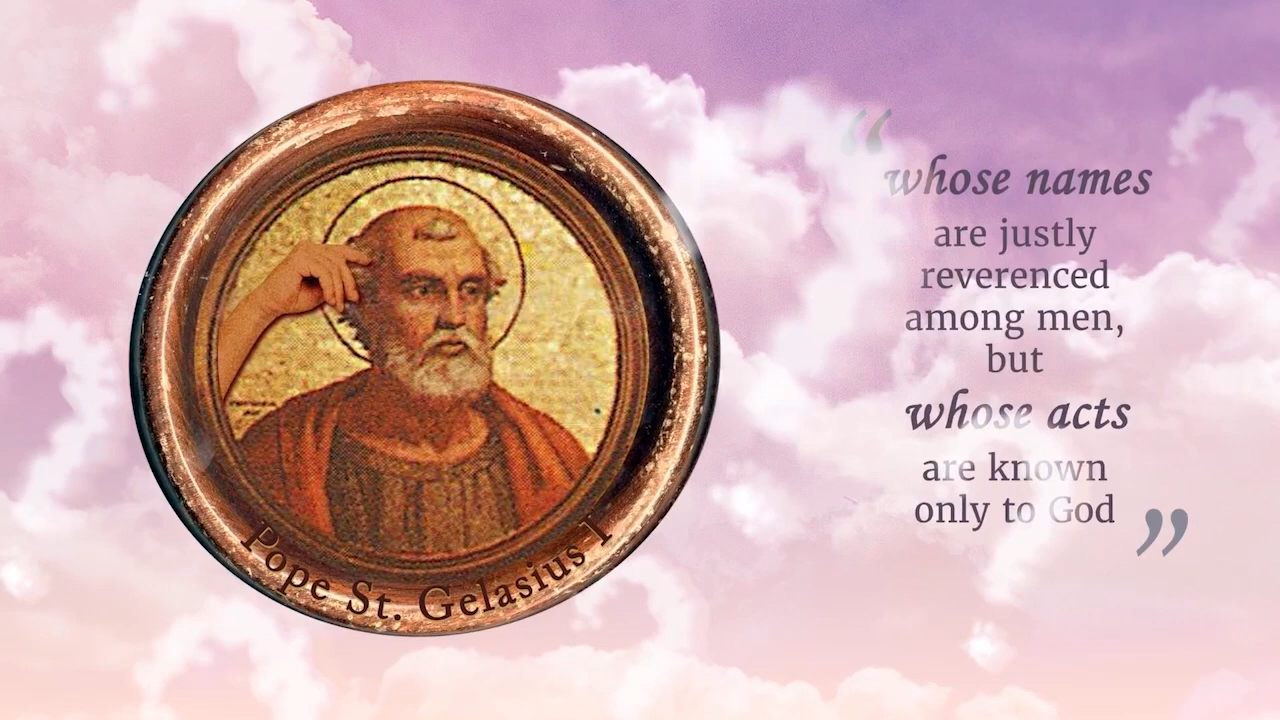 “
whose names
are justly
reverenced
among men,
but
whose acts
are known
only to God
”
Pope St. Gelasius I